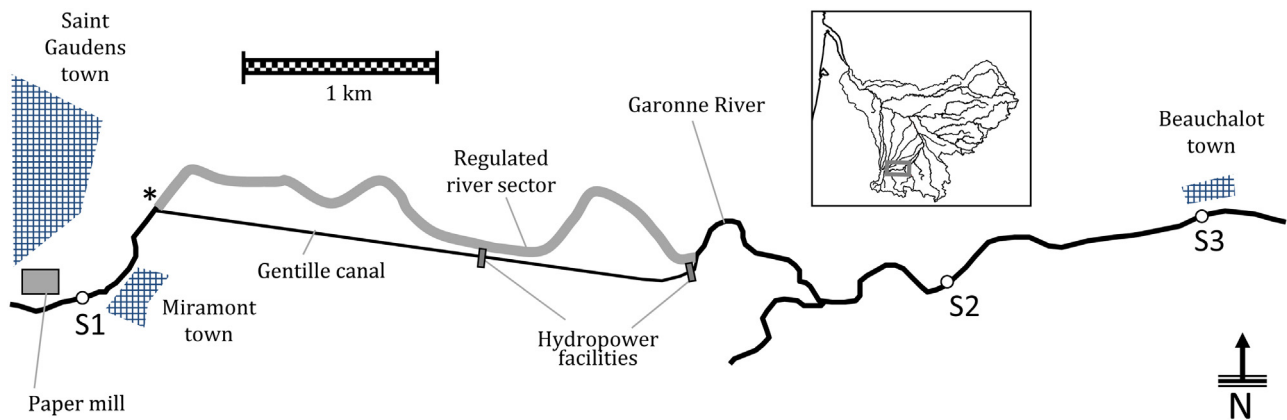 Saint
Gaudens
town
1 km
Garonne River
Beauchalot
town
Regulated
river sector
*
Gentille canal
S1
Miramont
town
Hydropower
facilities
S2
S3
Paper mill
N